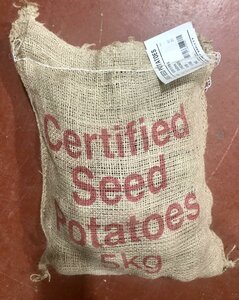 Certified
Seed
Potatoes
5kg